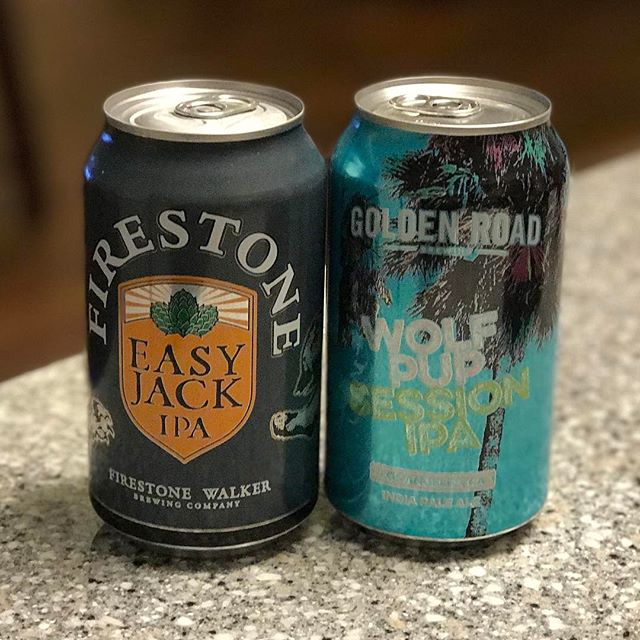 FIRESTONE
EASY
JACK
IPA
FIRESTONE WALKER
BREWING COMPANY
GOLDEN ROAD
WOLF
PUP
SESSION
IPA
INDIA PALE ALE